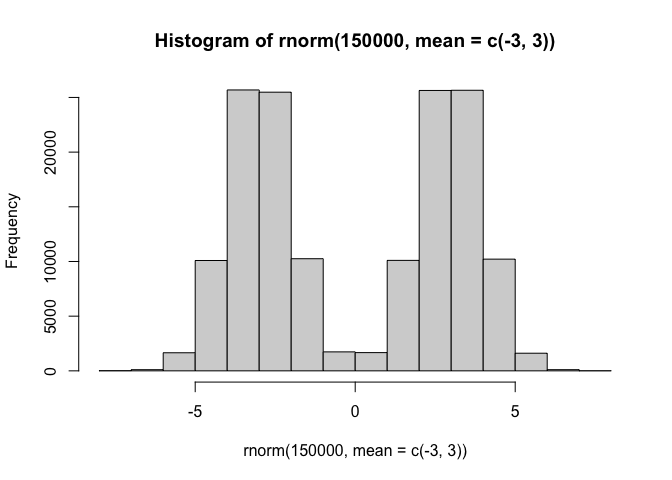 Histogram of rnorm(150000, mean = c(-3, 3))
Frequency
20000
10000
5000
0
-5 0 5
rnorm(150000, mean = c(-3, 3))